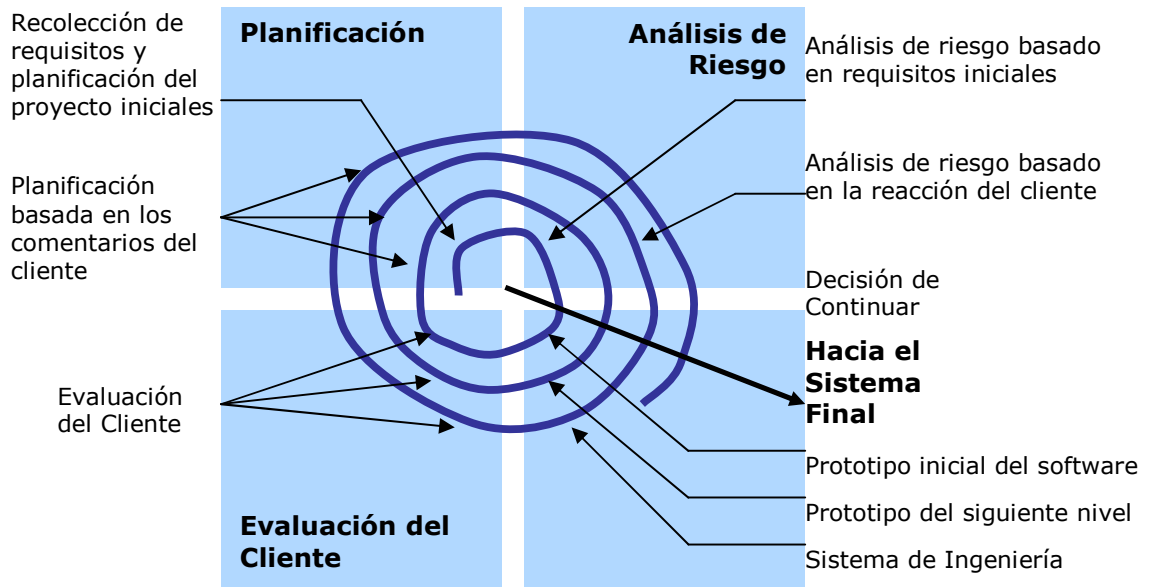 Recolección de
requisitos y
planificación del
proyecto iniciales
Planificación
Análisis de
Riesgo
Análisis de riesgo basado
en requisitos iniciales
Planificación
basada en los
comentarios del
cliente
Análisis de riesgo basado
en la reacción del cliente
Decisión de
Continuar
Hacia el
Sistema
Final
Evaluación
del Cliente
Prototipo inicial del software
Prototipo del siguiente nivel
Sistema de Ingeniería
Evaluación del
Cliente